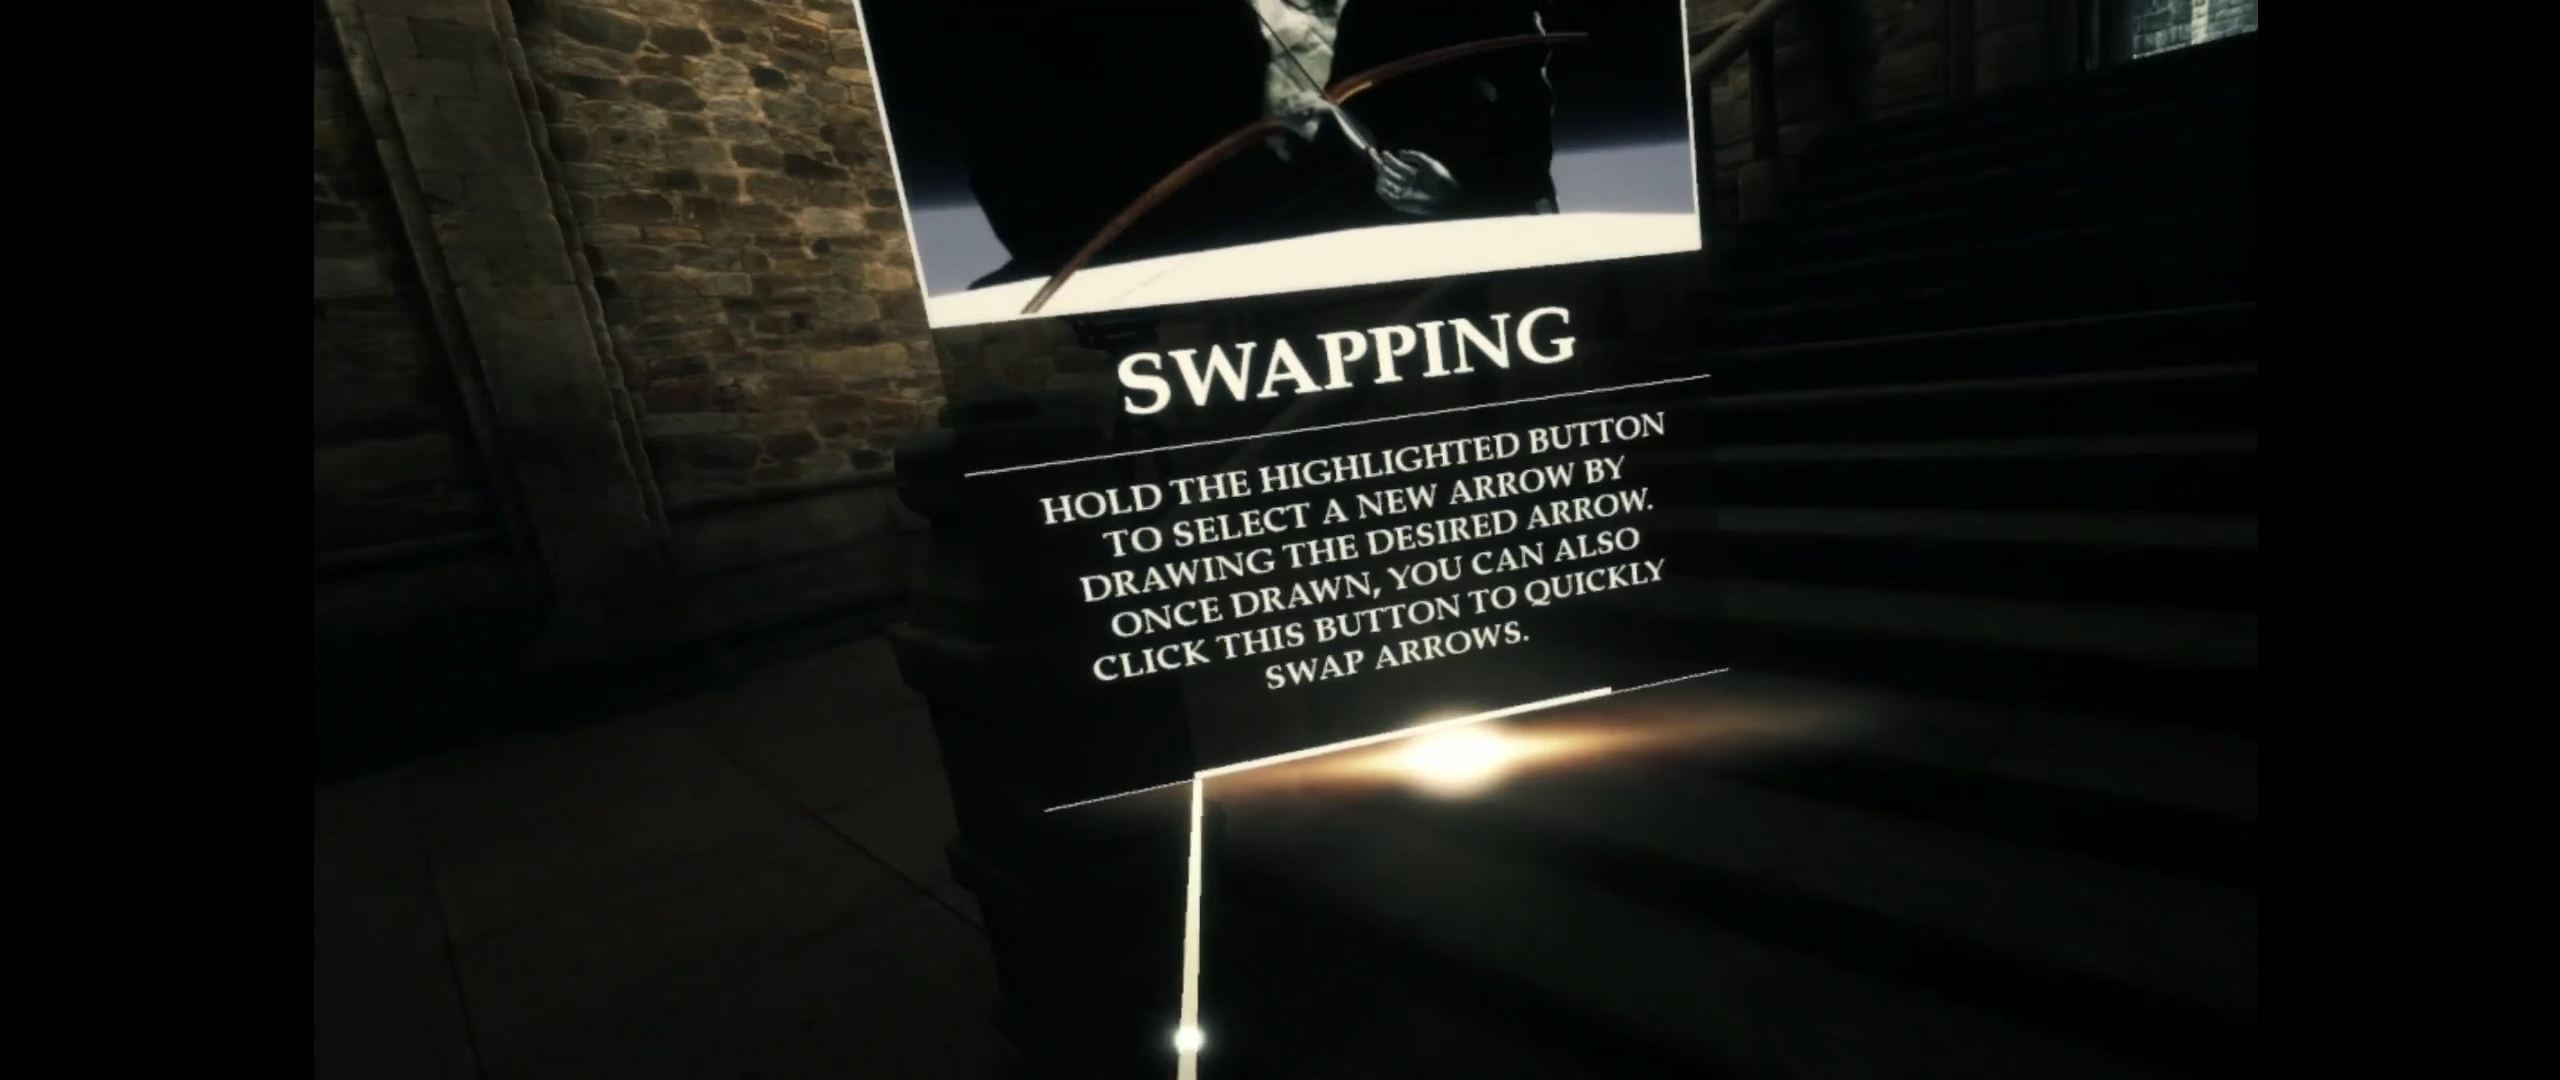 SWAPPING
HOLD THE HIGHLIGHTED BUTTON
TO SELECT A NEW ARROW BY
DRAWING THE DESIRED ARROW.
ONCE DRAWN, YOU CAN ALSO
CLICK THIS BUTTON TO QUICKLY
SWAP ARROWS.